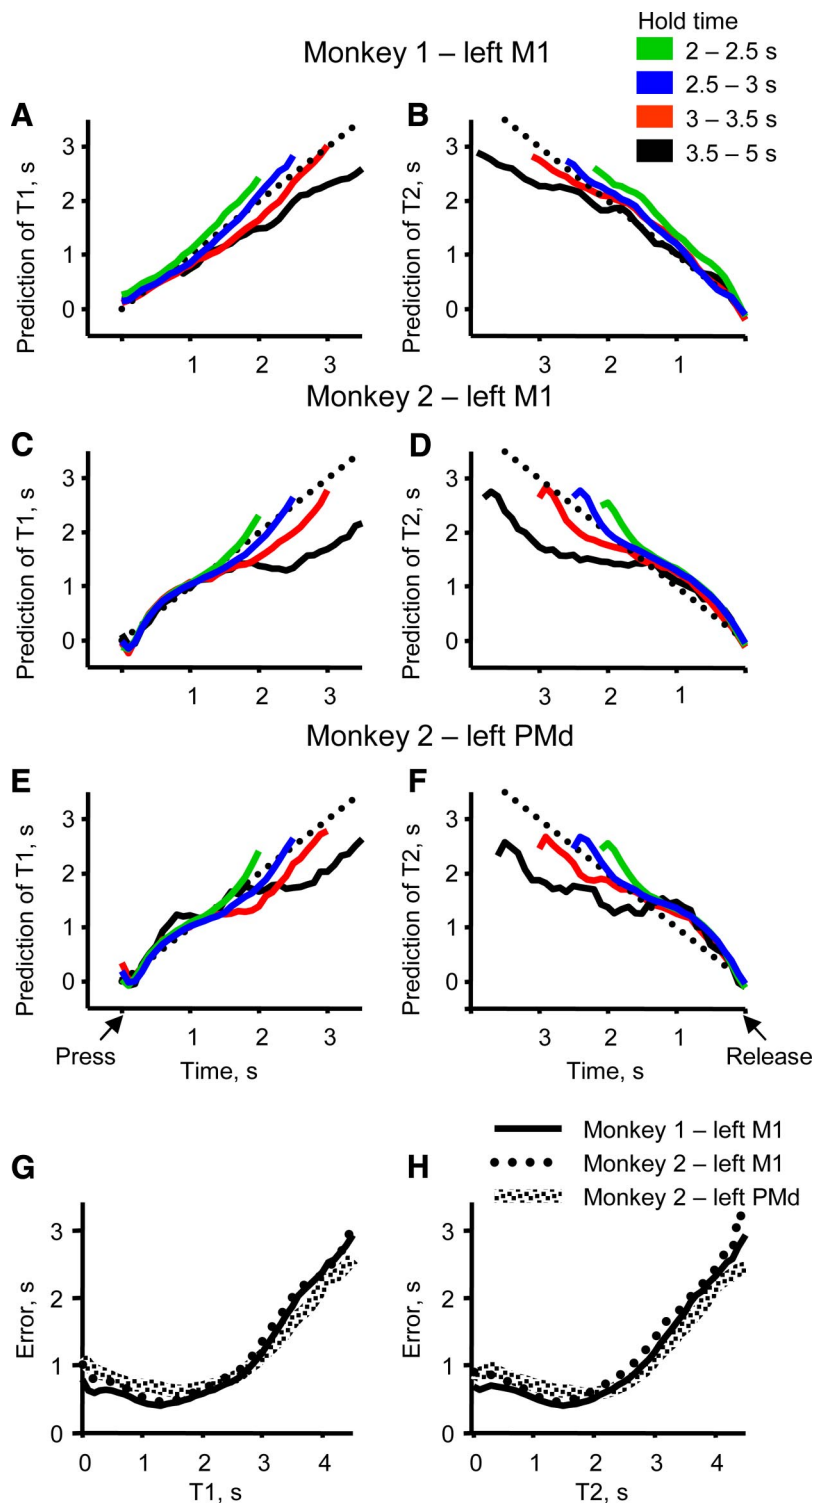 Hold time
Monkey 1 – left M1
2 – 2.5 s
2.5 – 3 s
3 – 3.5 s
3.5 – 5 s
A
Prediction of T1, s
3
2
1
0
1 2 3
B
Prediction of T2, s
3
2
1
0
3 2 1
Monkey 2 – left M1
C
Prediction of T1, s
3
2
1
0
1 2 3
D
Prediction of T2, s
3
2
1
0
3 2 1
Monkey 2 – left PMd
E
Prediction of T1, s
3
2
1
0
1 2 3
Press
Time, s
F
Prediction of T2, s
3
2
1
0
3 2 1
Time, s
Release
Monkey 1 – left M1
Monkey 2 – left M1
Monkey 2 – left PMd
G
Error, s
3
2
1
0
0 1 2 3 4
T1, s
H
Error, s
3
2
1
0
0 1 2 3 4
T2, s